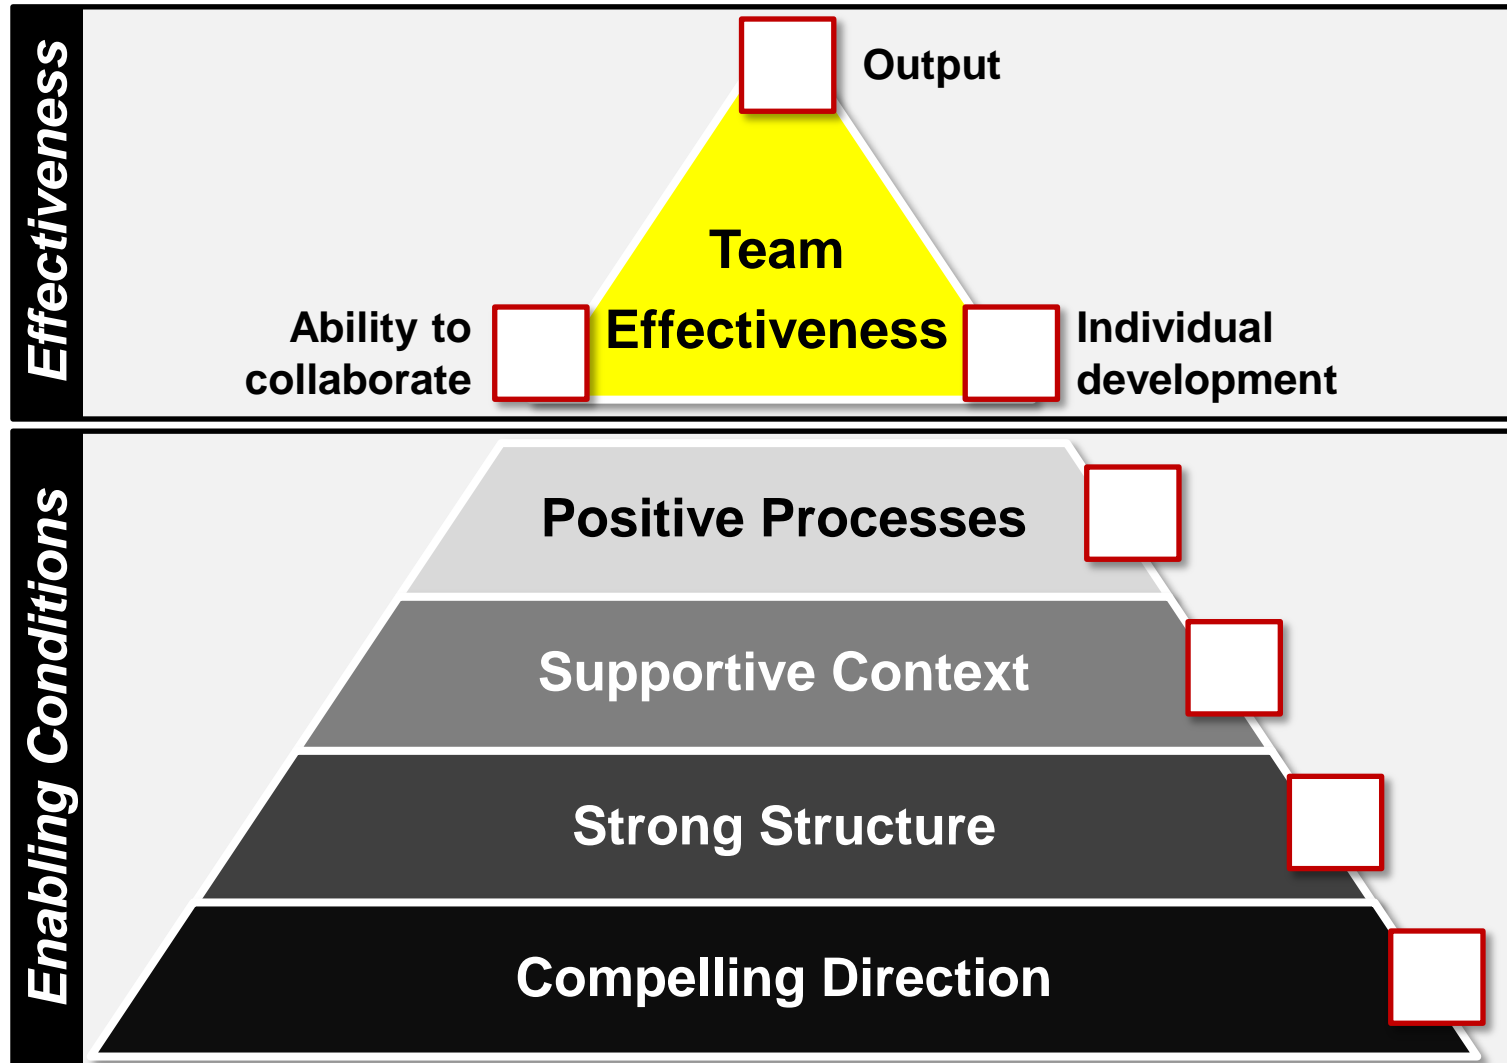 Effectiveness
Output
Team
Effectiveness
Ability to
collaborate
Individual
development
Enabling Conditions
Positive Processes
Supportive Context
Strong Structure
Compelling Direction